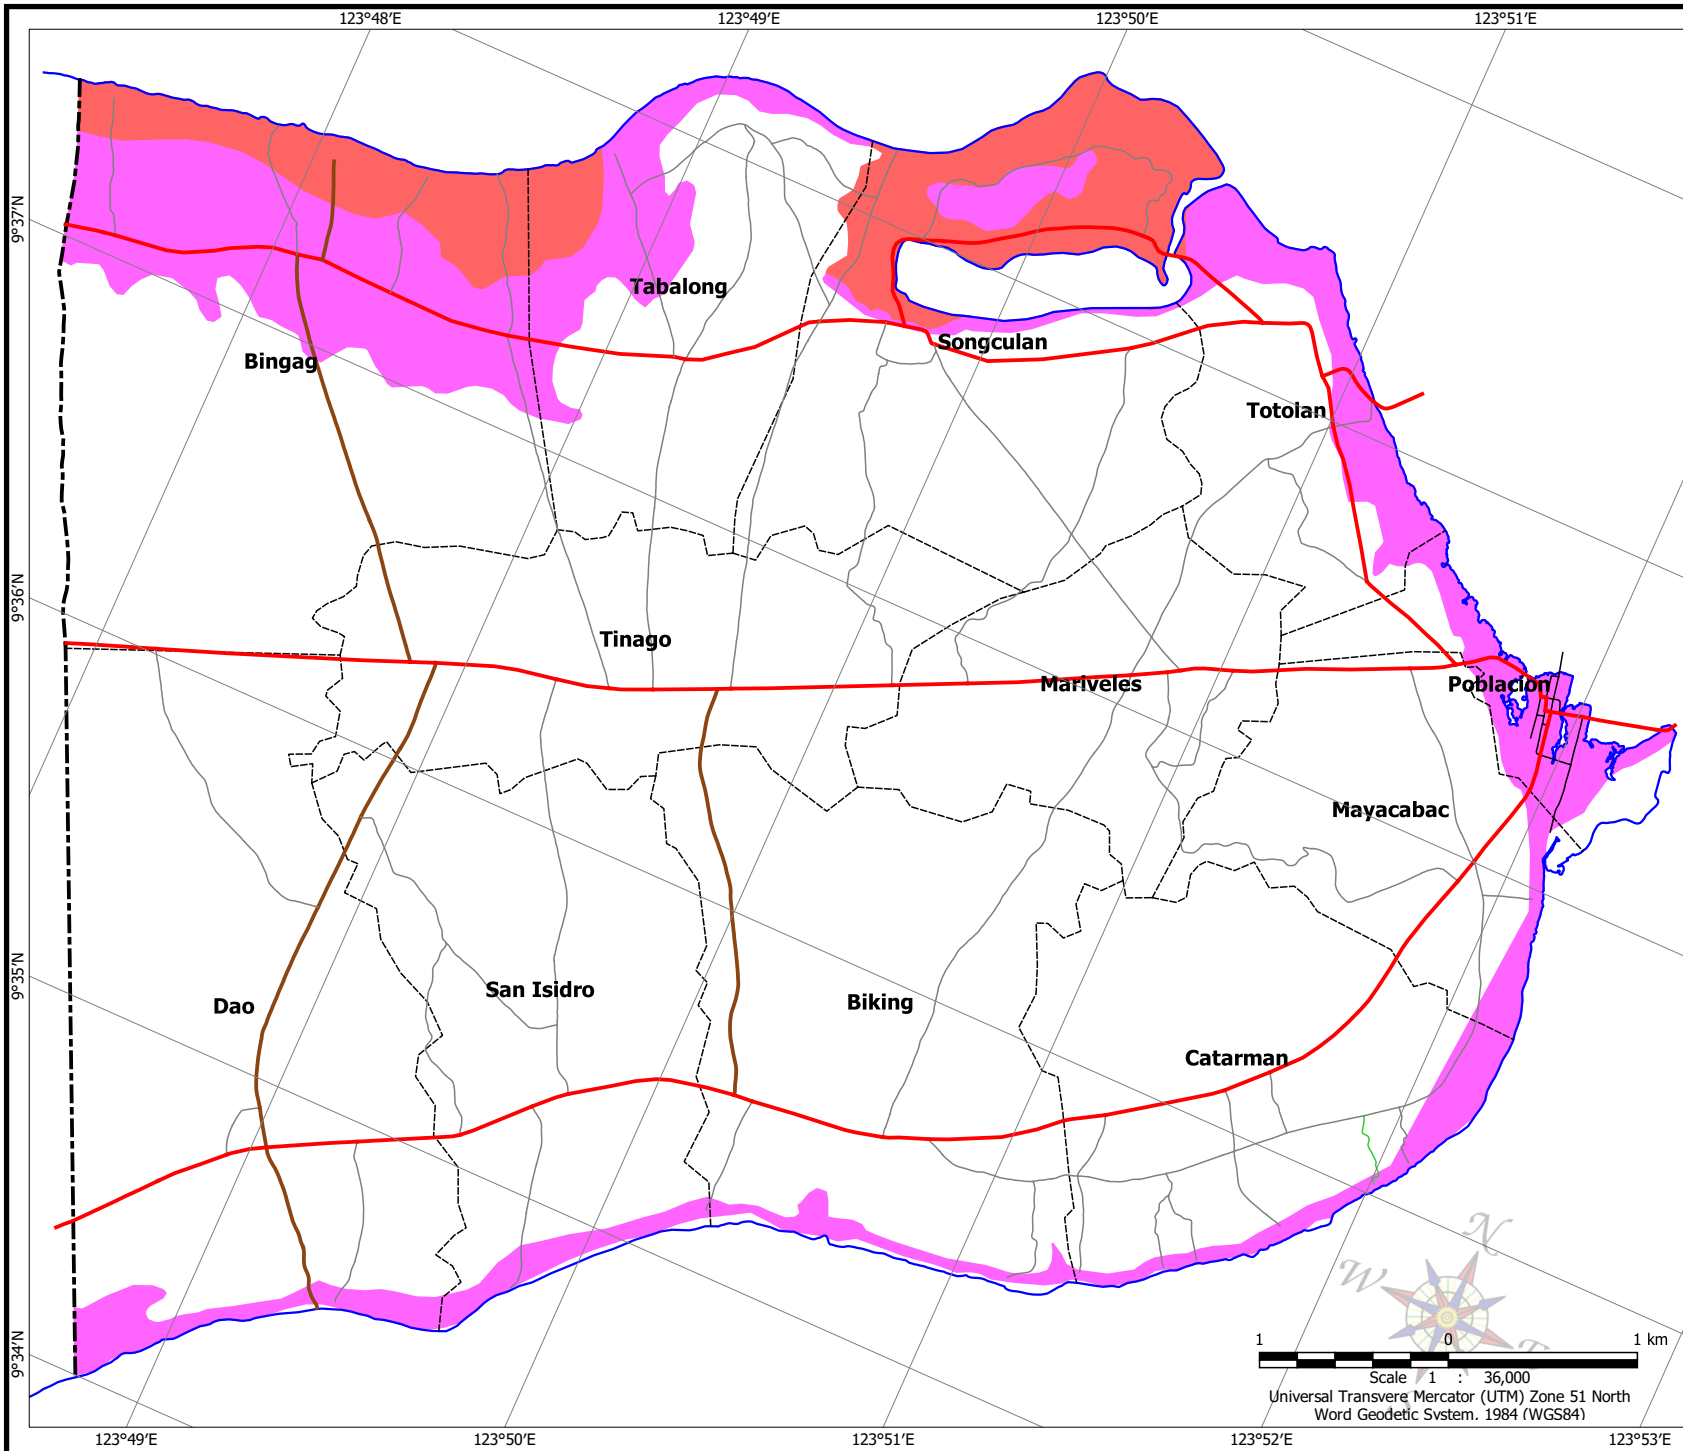 123°48'E
123°49'E
123°50'E
123°51'E
9°37'N
Tabalong
Songculan
Bingag
Totolan
9°36'N
Tinago
Mariveles
Poblacion
Mayacabac
9°35'N
San Isidro
Dao
Biking
Catarman
N
W
E
9°34'N
1
0
1 km
Scale 1 : 36,000
Universal Transvere Mercator (UTM) Zone 51 North
Word Geodetic System, 1984 (WGS84)
123°49'E
123°50'E
123°51'E
123°52'E
123°53'E